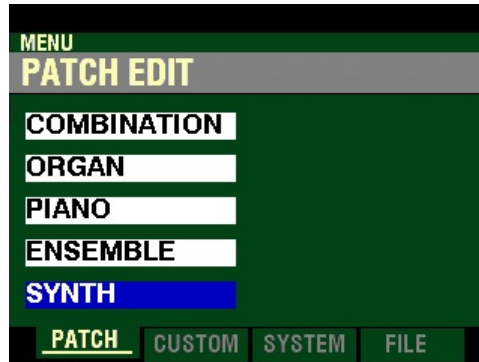 MENU
PATCH EDIT
COMBINATION
ORGAN
PIANO
ENSEMBLE
SYNTH
PATCH CUSTOM SYSTEM FILE